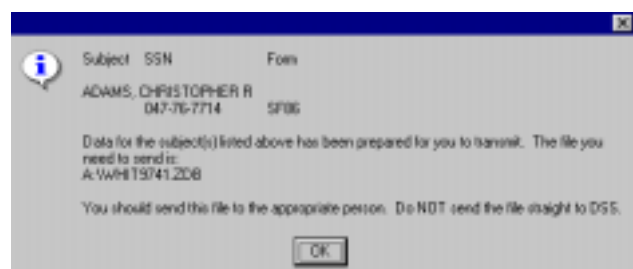 Subject SSN Form
ADAMS, CHRISTOPHER R
047-76-7714 SF86
Data for the subject(s) listed above has been prepared for you to transmit. The file you
need to send is:
A:\WHIT9741.ZDB
You should send this file to the appropriate person. Do NOT send the file straight to DSS.
OK